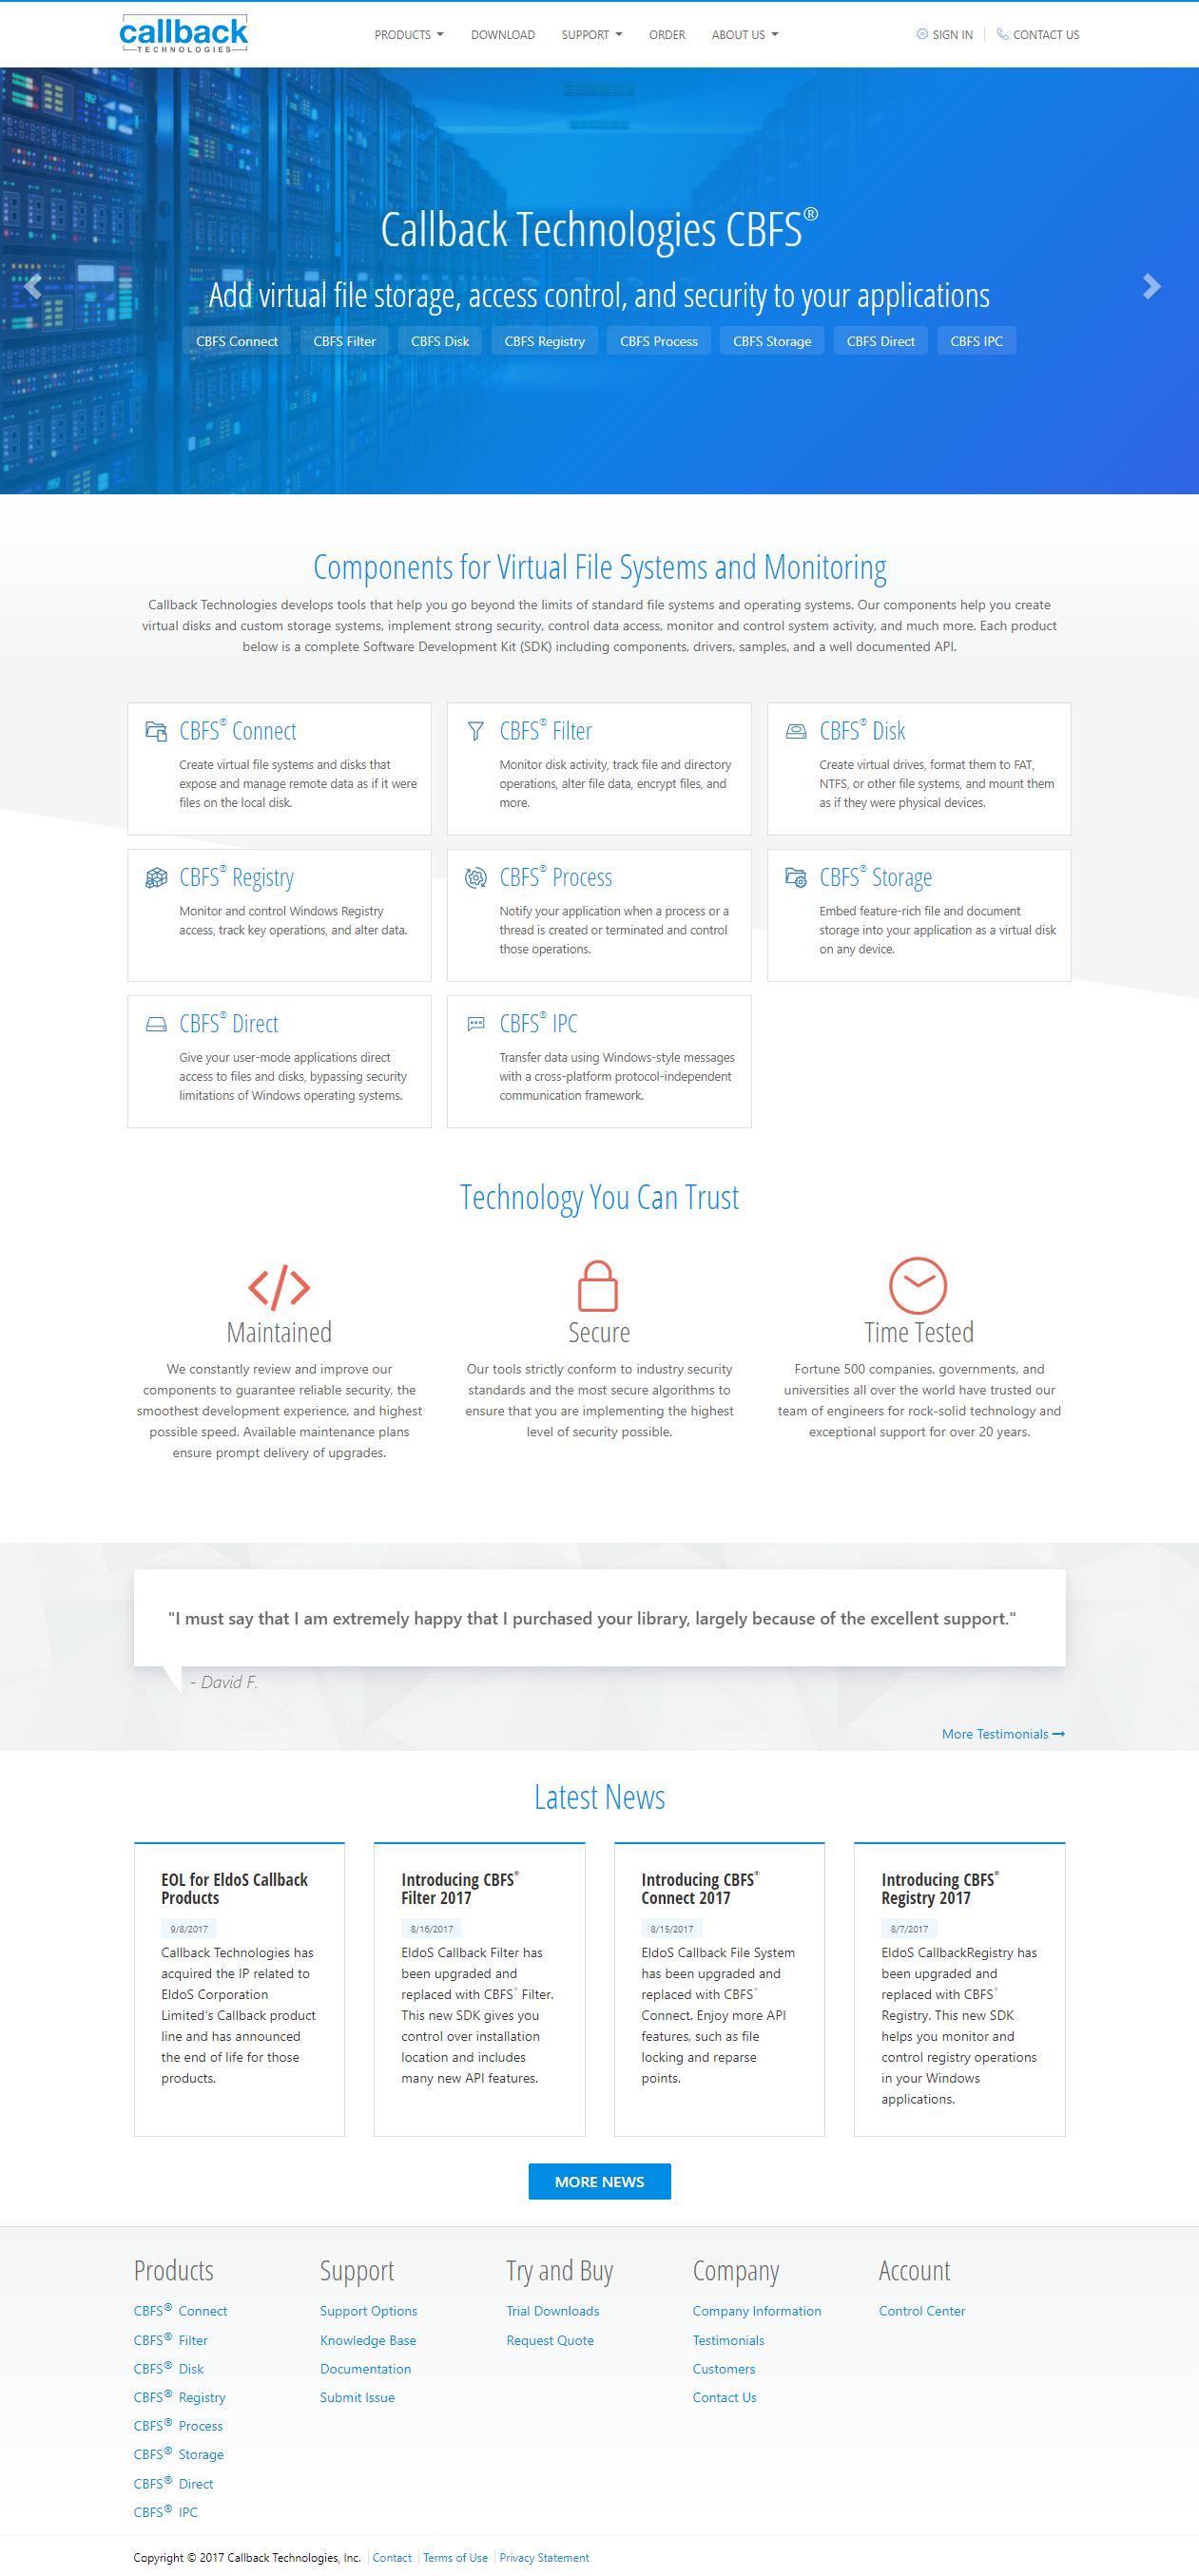 callback
TECHNOLOGIES
PRODUCTS DOWNLOAD SUPPORT ORDER ABOUT US SIGN IN CONTACT US
Callback Technologies CBFS®
Add virtual file storage, access control, and security to your applications
CBFS Connect CBFS Filter CBFS Disk CBFS Registry CBFS Process CBFS Storage CBFS Direct CBFS IPC
Components for Virtual File Systems and Monitoring
Callback Technologies develops tools that help you go beyond the limits of standard file systems and operating systems. Our components help you create
virtual disks and custom storage systems, implement strong security, control data access, monitor and control system activity, and much more. Each product
below is a complete Software Development Kit (SDK) including components, drivers, samples, and a well documented API.
CBFS® Connect
Create virtual file systems and disks that
expose and manage remote data as if it were
files on the local disk.
CBFS® Filter
Monitor disk activity, track file and directory
operations, alter file data, encrypt files, and
more.
CBFS® Disk
Create virtual drives, format them to FAT,
NTFS, or other file systems, and mount them
as if they were physical devices.
CBFS® Registry
Monitor and control Windows Registry
access, track key operations, and alter data.
CBFS® Process
Notify your application when a process or a
thread is created or terminated and control
those operations.
CBFS® Storage
Embed feature-rich file and document
storage into your application as a virtual disk
on any device.
CBFS® Direct
Give your user-mode applications direct
access to files and disks, bypassing security
limitations of Windows operating systems.
CBFS® IPC
Transfer data using Windows-style messages
with a cross-platform protocol-independent
communication framework.
Technology You Can Trust
Maintained
We constantly review and improve our
components to guarantee reliable security, the
smoothest development experience, and highest
possible speed. Available maintenance plans
ensure prompt delivery of upgrades.
Secure
Our tools strictly conform to industry security
standards and the most secure algorithms to
ensure that you are implementing the highest
level of security possible.
Time Tested
Fortune 500 companies, governments, and
universities all over the world have trusted our
team of engineers for rock-solid technology and
exceptional support for over 20 years.
"I must say that I am extremely happy that I purchased your library, largely because of the excellent support."
- David F.
More Testimonials
Latest News
EOL for EldoS Callback
Products
9/8/2017
Callback Technologies has
acquired the IP related to
EldoS Corporation
Limited's Callback product
line and has announced
the end of life for those
products.
Introducing CBFS®
Filter 2017
8/16/2017
EldoS Callback Filter has
been upgraded and
replaced with CBFS® Filter.
This new SDK gives you
control over installation
location and includes
many new API features.
Introducing CBFS®
Connect 2017
8/15/2017
EldoS Callback File System
has been upgraded and
replaced with CBFS®
Connect. Enjoy more API
features, such as file
locking and reparse
points.
Introducing CBFS®
Registry 2017
8/7/2017
EldoS CallbackRegistry has
been upgraded and
replaced with CBFS®
Registry. This new SDK
helps you monitor and
control registry operations
in your Windows
applications.
MORE NEWS
Products
CBFS® Connect
CBFS® Filter
CBFS® Disk
CBFS® Registry
CBFS® Process
CBFS® Storage
CBFS® Direct
CBFS® IPC
Support
Support Options
Knowledge Base
Documentation
Submit Issue
Try and Buy
Trial Downloads
Request Quote
Company
Company Information
Testimonials
Customers
Contact Us
Account
Control Center
Copyright © 2017 Callback Technologies, Inc. Contact Terms of Use Privacy Statement